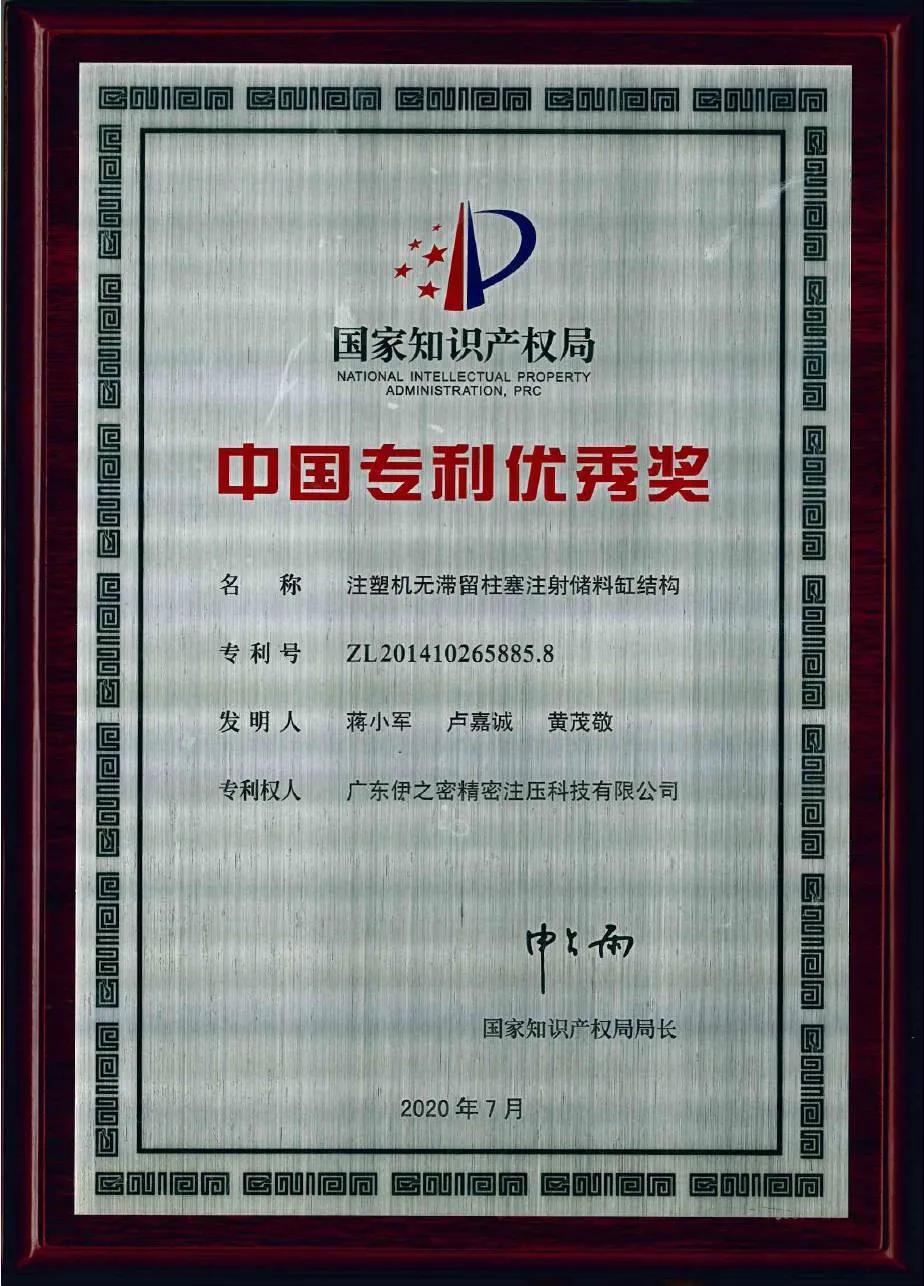 国家知识产权局
NATIONAL INTELLECTUAL PROPERTY
ADMINISTRATION, PRC
中国专利优秀奖
名 称 注塑机无滞留柱塞注射储料缸结构
专利号 ZL201410265885.8
发明人 蒋小军 卢嘉诚 黄茂敬
专利权人 广东伊之密精密注压科技有限公司
申长雨
国家知识产权局局长
2020年7月